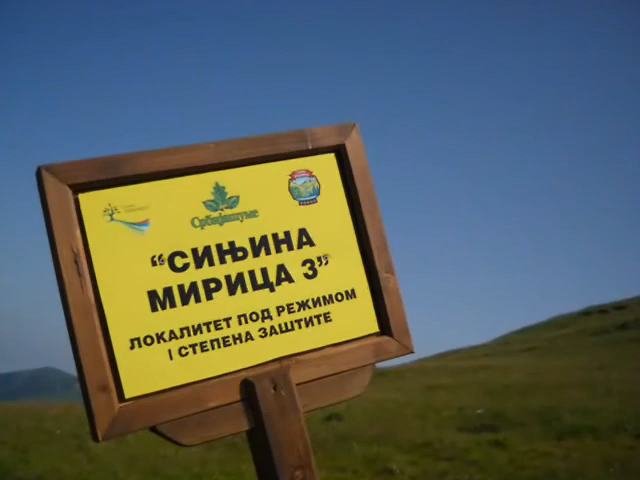 Србијашуме
“СИЊИНА
МИРИЦА 3”
ЛОКАЛИТЕТ ПОД РЕЖИМОМ
I СТЕПЕНА ЗАШТИТЕ